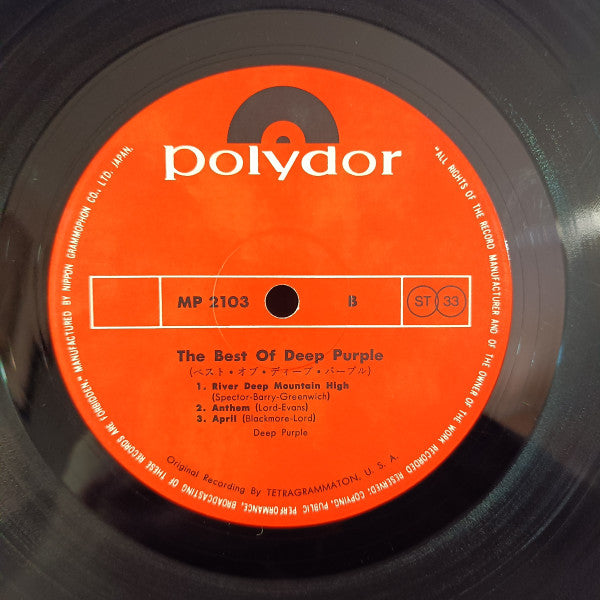 polydor
MP 2103
B
ST 33
The Best Of Deep Purple
(ベスト・オブ・ディープ・パープル)
1. River Deep Mountain High
(Spector-Barry-Greenwich)
2. Anthem (Lord-Evans)
3. April (Blackmore-Lord)
Deep Purple
Original Recording By TETRAGRAMMATON, U. S. A.
"ALL RIGHTS OF THE RECORD MANUFACTURER AND OF THE OWNER OF THE WORK RECORDED RESERVED; COPYING, PUBLIC PERFORMANCE, BROADCASTING OF THESE RECORDS ARE FORBIDDEN." MANUFACTURED BY NIPPON GRAMMOPHON CO., LTD. JAPAN.